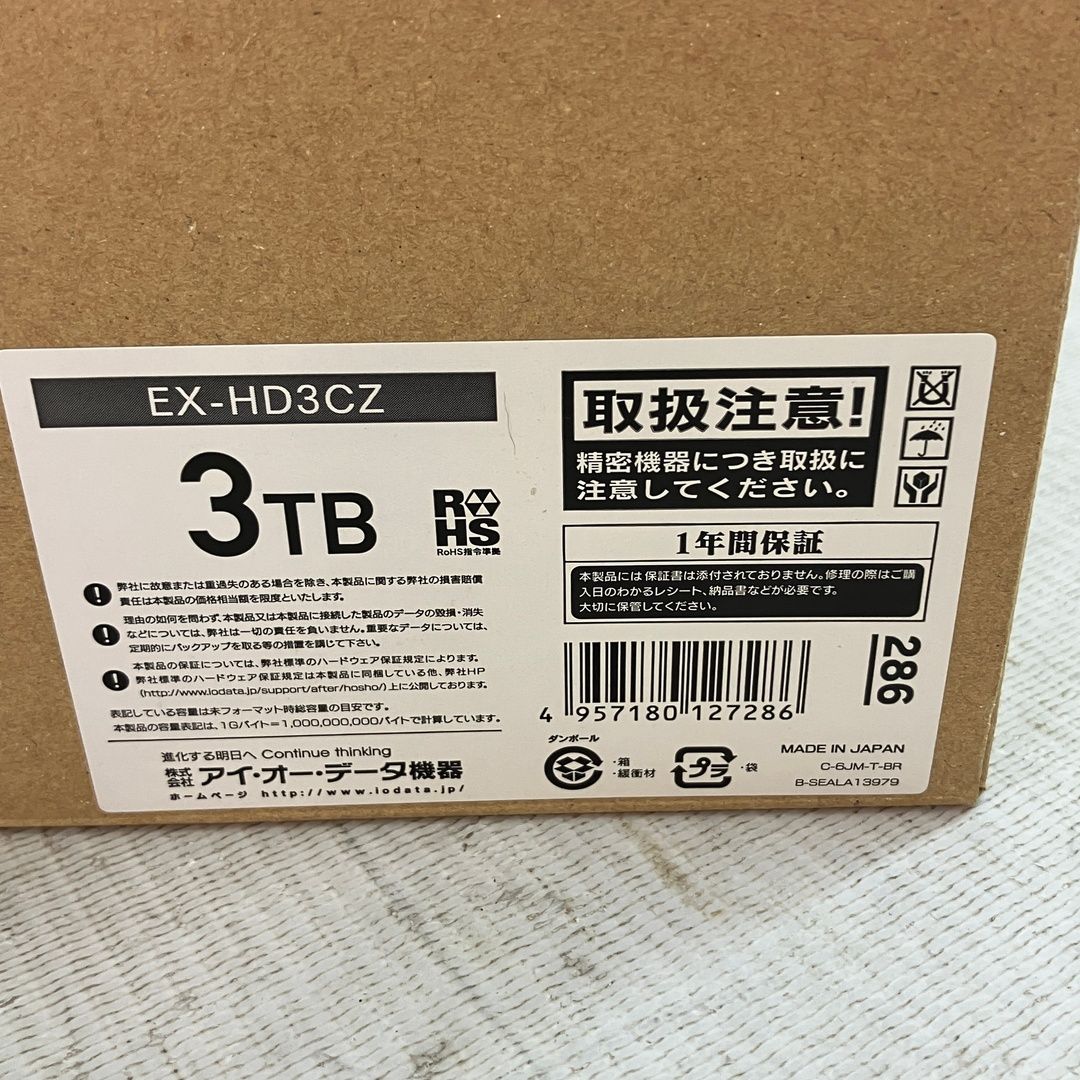 EX-HD3CZ
3TB
R HS
RoHS指令準拠
弊社に故意または重過失のある場合を除き、本製品に関する弊社の損害賠償
責任は本製品の価格相当額を限度といたします。
理由の如何を問わず、本製品又は本製品に接続した製品のデータの毀損・消失
などについては、弊社は一切の責任を負いません。重要なデータについては、
定期的にバックアップを取る等の措置を講じて下さい。
本製品の保証については、弊社標準のハードウェア保証規定によります。
弊社標準のハードウェア保証規定は本製品に同梱している他、弊社HP
(http://www.iodata.jp/support/after/hosho/)上に公開しております。
表記している容量は未フォーマット時総容量の目安です。
本製品の容量表記は、1Gバイト=1,000,000,000バイトで計算しています。
進化する明日へ Continue thinking
株式会社 アイ・オー・データ機器
ホームページ http://www.iodata.jp/
取扱注意!
精密機器につき取扱に
注意してください。
1年間保証
本製品には保証書は添付されておりません。修理の際はご購
入日のわかるレシート、納品書などが必要です。
大切に保管してください。
4 957180 127286
286
ダンボール
・箱
・緩衝材
プラ
・袋
MADE IN JAPAN
C-6JM-T-BR
B-SEALA13979